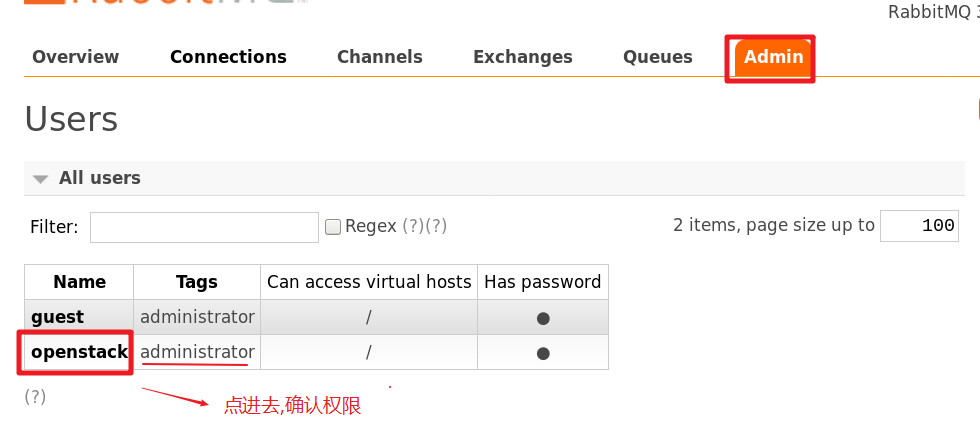 RabbitMQ
RabbitMQ 3
Overview Connections Channels Exchanges Queues Admin
Users
All users
Filter: Regex (?)(?) 2 items, page size up to 100
Name Tags Can access virtual hosts Has password
guest administrator / ●
openstack administrator / ●
(?)
点进去,确认权限